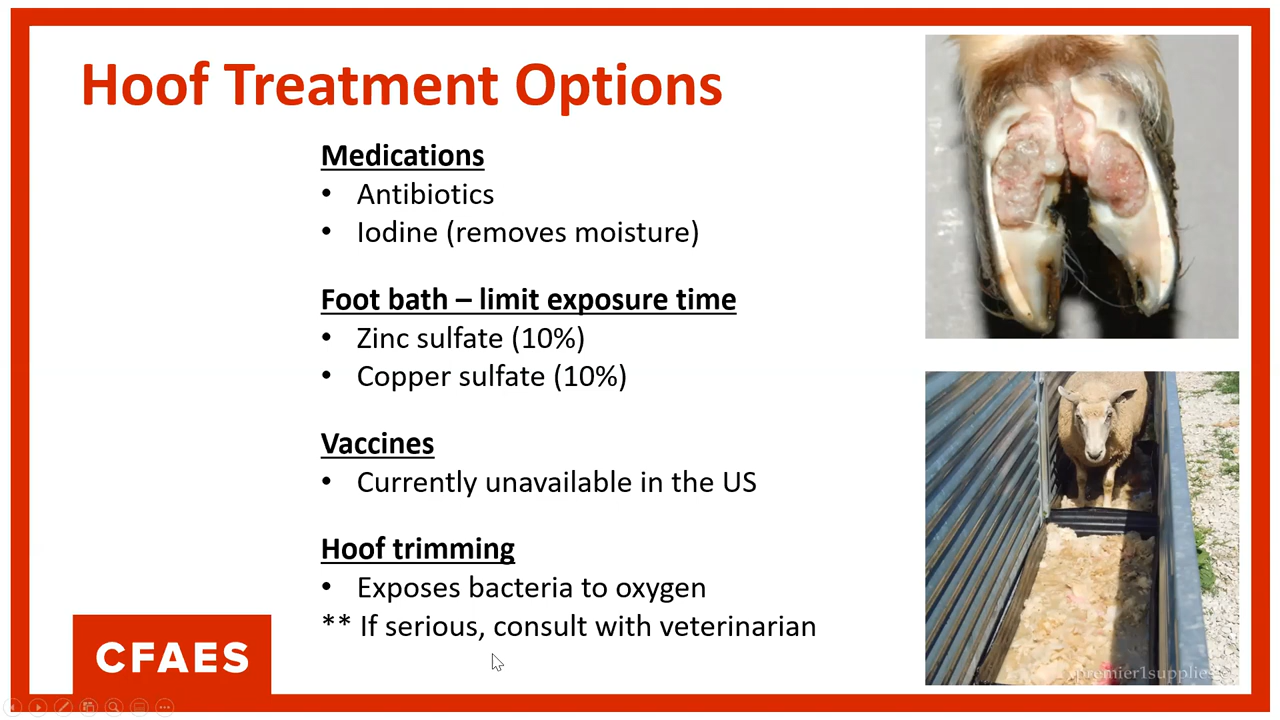 Hoof Treatment Options
Medications
• Antibiotics
• Iodine (removes moisture)
Foot bath – limit exposure time
• Zinc sulfate (10%)
• Copper sulfate (10%)
Vaccines
• Currently unavailable in the US
Hoof trimming
• Exposes bacteria to oxygen
** If serious, consult with veterinarian
CFAES
premier1supplies